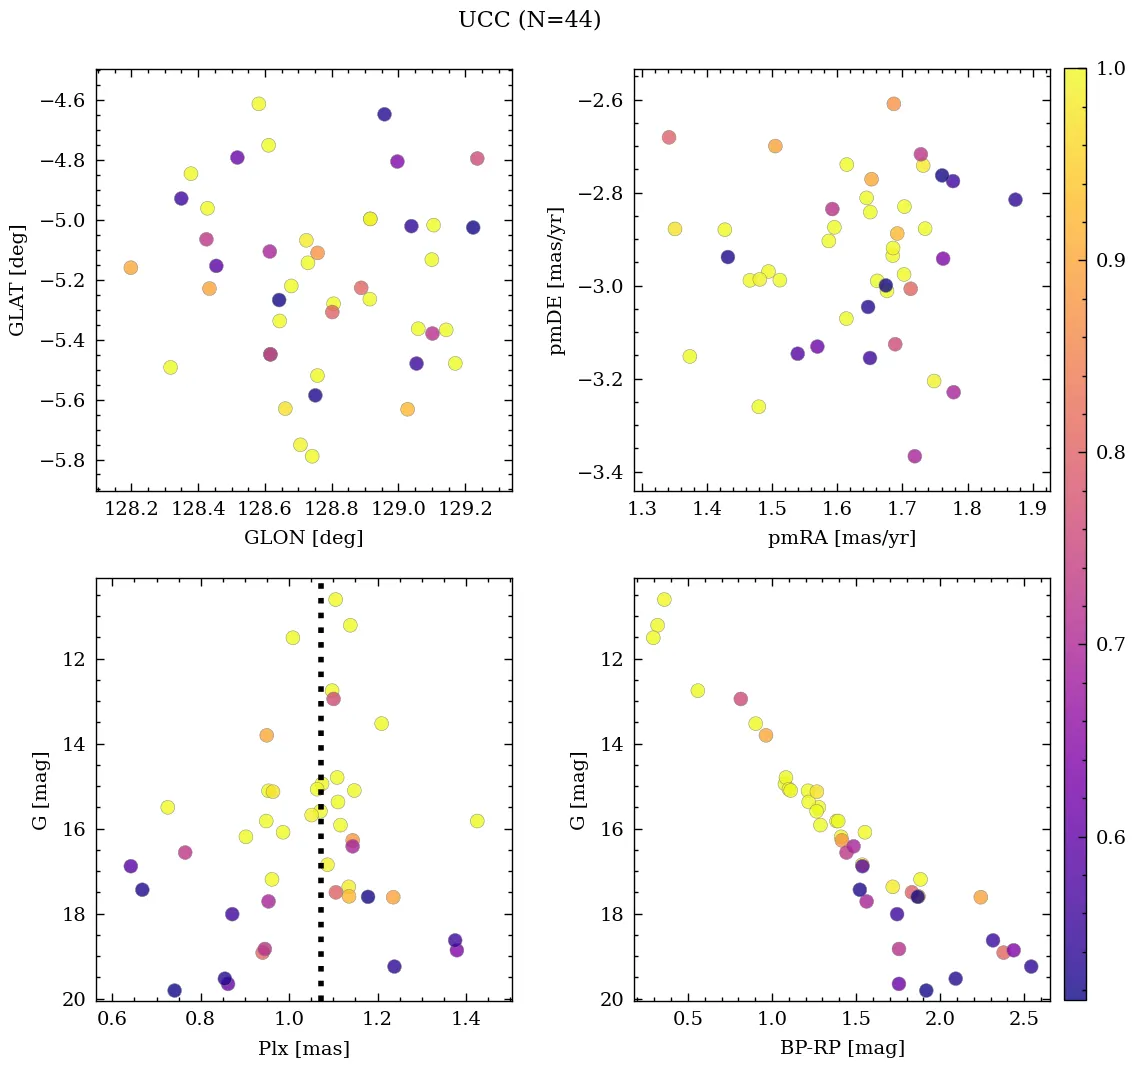 UCC (N=44)
−4.6
−4.8
−5.0
−5.2
−5.4
−5.6
−5.8
GLAT [deg]
128.2 128.4 128.6 128.8 129.0 129.2
GLON [deg]
−2.6
−2.8
−3.0
−3.2
−3.4
pmDE [mas/yr]
1.3 1.4 1.5 1.6 1.7 1.8 1.9
pmRA [mas/yr]
12
14
16
18
20
G [mag]
0.6 0.8 1.0 1.2 1.4
Plx [mas]
12
14
16
18
20
G [mag]
0.5 1.0 1.5 2.0 2.5
BP-RP [mag]
1.0
0.9
0.8
0.7
0.6